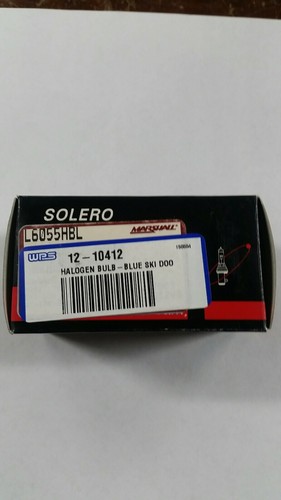 SOLERO
L6055HBL MARSHALL
WPS 12-10412
HALOGEN BULB-BLUE SKI DOO